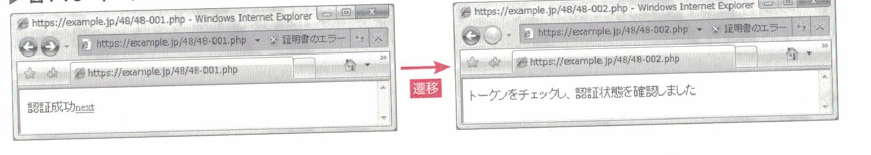 https://example.jp/48/48-001.php - Windows Internet Explorer
https://example.jp/48/48-001.php
証明書のエラー
https://example.jp/48/48-001.php
認証成功next
遷移
https://example.jp/48/48-002.php - Windows Internet Explorer
https://example.jp/48/48-002.php
証明書のエラー
https://example.jp/48/48-002.php
トークンをチェックし、認証状態を確認しました